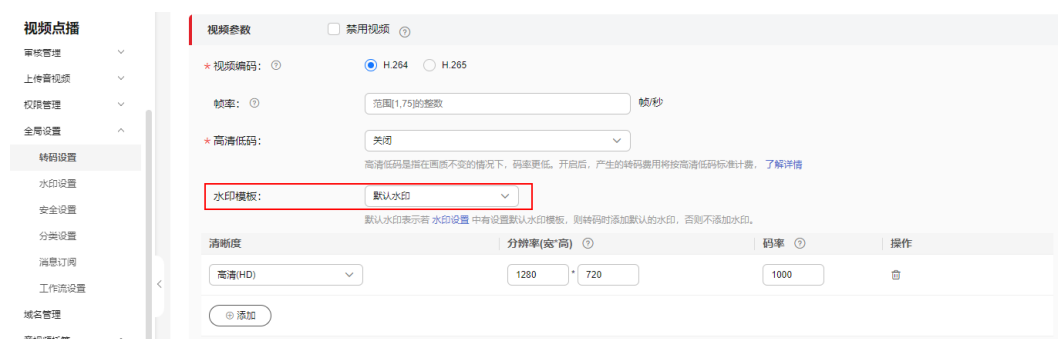 视频点播
审核管理
上传音视频
权限管理
全局设置
转码设置
水印设置
安全设置
分类设置
消息订阅
工作流设置
域名管理
音视频托管
视频参数 禁用视频 ?
* 视频编码: ? H.264 H.265
帧率: ? 范围[1,75]的整数 帧/秒
* 高清低码: 关闭
高清低码是指在画质不变的情况下,码率更低。开启后,产生的转码费用将按高清低码标准计费, 了解详情
水印模板: 默认水印
默认水印表示若 水印设置 中有设置默认水印模板,则转码时添加默认的水印,否则不添加水印。
清晰度 分辨率(宽*高) ? 码率 ? 操作
高清(HD) 1280 * 720 1000
添加